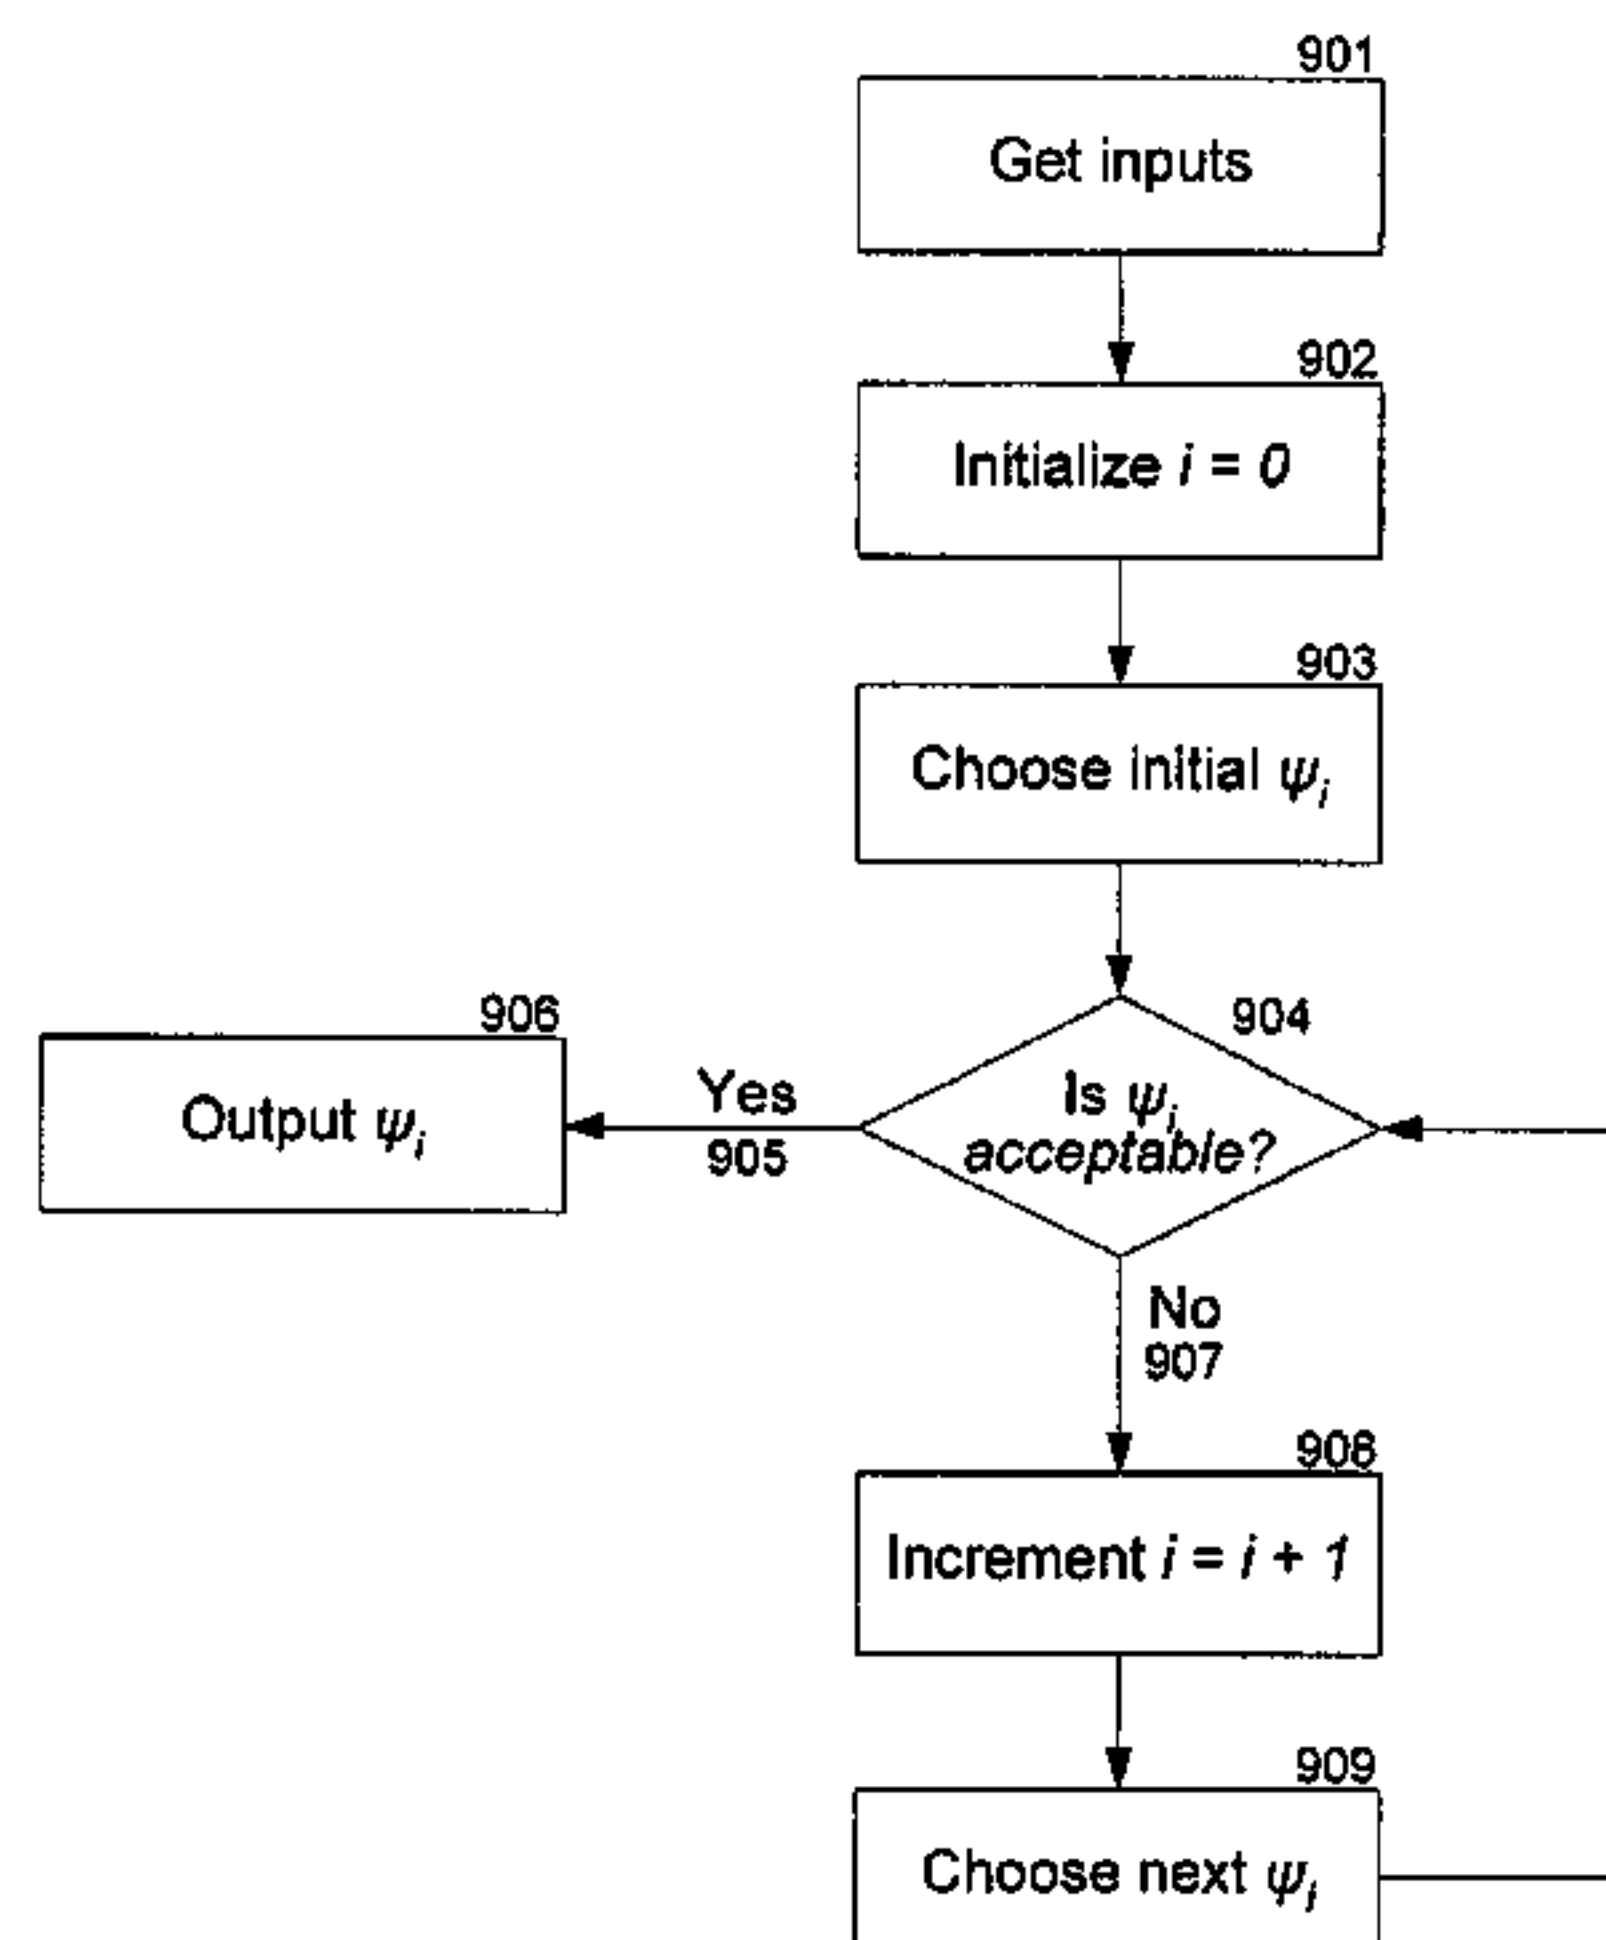 901
Get inputs
902
Initialize i = 0
903
Choose initial ψi
904
Is ψi
acceptable?
Yes
905
906
Output ψi
No
907
908
Increment i = i + 1
909
Choose next ψi